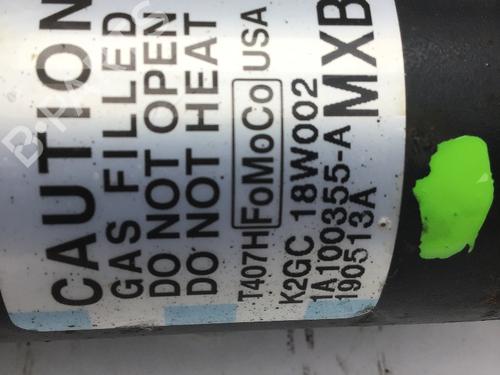 CAUTION
GAS FILLED
DO NOT OPEN
DO NOT HEAT
T407H FoMoCo USA
K2GC 18W002
1A100355-A
190513A
MXB